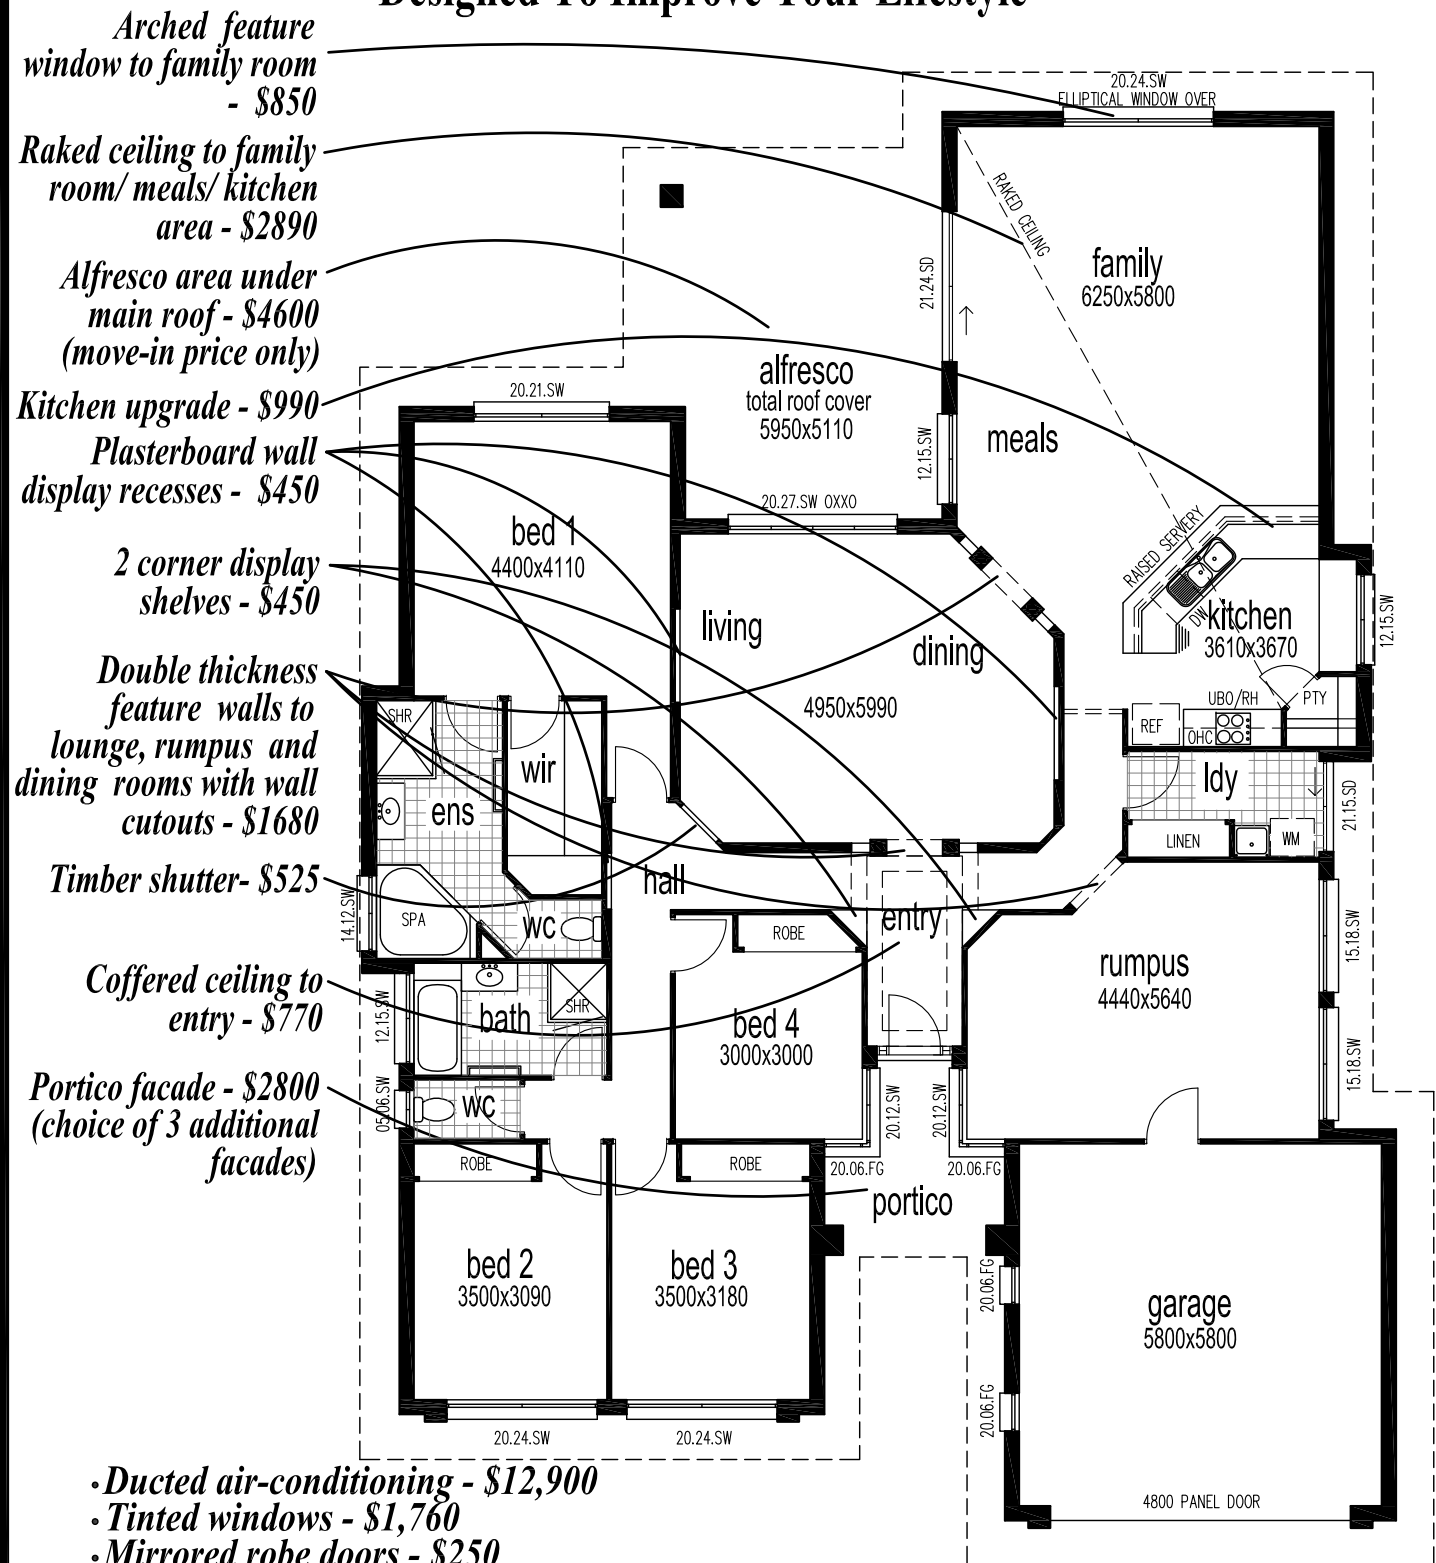 Designed To Improve Your Lifestyle
Arched feature
window to family room
- $850
Raked ceiling to family
room/ meals/ kitchen
area - $2890
Alfresco area under
main roof - $4600
(move-in price only)
Kitchen upgrade - $990
Plasterboard wall
display recesses - $450
2 corner display
shelves - $450
Double thickness
feature walls to
lounge, rumpus and
dining rooms with wall
cutouts - $1680
Timber shutter- $525
Coffered ceiling to
entry - $770
Portico facade - $2800
(choice of 3 additional
facades)
20.24.SW
ELLIPTICAL WINDOW OVER
RAKED CEILING
family
6250x5800
21.24.SD
alfresco
total roof cover
5950x5110
12.15.SW
meals
20.21.SW
20.27.SW OXXO
bed 1
4400x4110
living
dining
4950x5990
RAISED SERVERY
DW
kitchen
3610x3670
12.15.SW
UBO/RH
PTY
REF
OHC
SHR
wir
ens
ldy
21.15.SD
LINEN
WM
hall
14.12.SW
SPA
wc
ROBE
entry
rumpus
4440x5640
15.18.SW
12.15.SW
bath
SHR
bed 4
3000x3000
15.18.SW
05.06.SW
wc
20.12.SW
20.12.SW
ROBE
ROBE
20.06.FG
20.06.FG
portico
bed 2
3500x3090
bed 3
3500x3180
20.06.FG
garage
5800x5800
20.06.FG
20.24.SW
20.24.SW
4800 PANEL DOOR
• Ducted air-conditioning - $12,900
• Tinted windows - $1,760
• Mirrored robe doors - $250